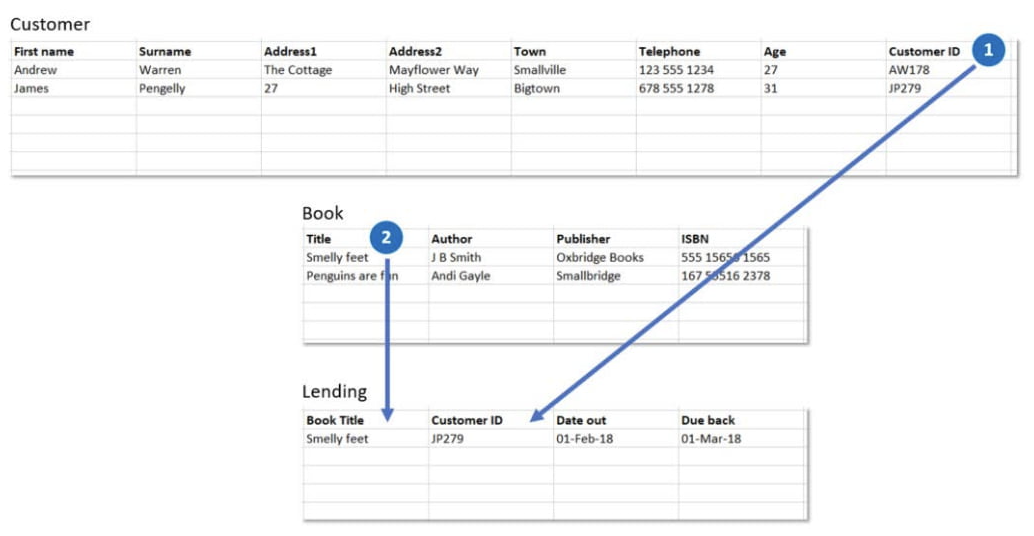 Customer
First name Surname Address1 Address2 Town Telephone Age Customer ID 1
Andrew Warren The Cottage Mayflower Way Smallville 123 555 1234 27 AW178
James Pengelly 27 High Street Bigtown 678 555 1278 31 JP279
Book
Title 2 Author Publisher ISBN
Smelly feet J B Smith Oxbridge Books 555 1565 1565
Penguins are fun Andi Gayle Smallbridge 167 516 2378
Lending
Book Title Customer ID Date out Due back
Smelly feet JP279 01-Feb-18 01-Mar-18